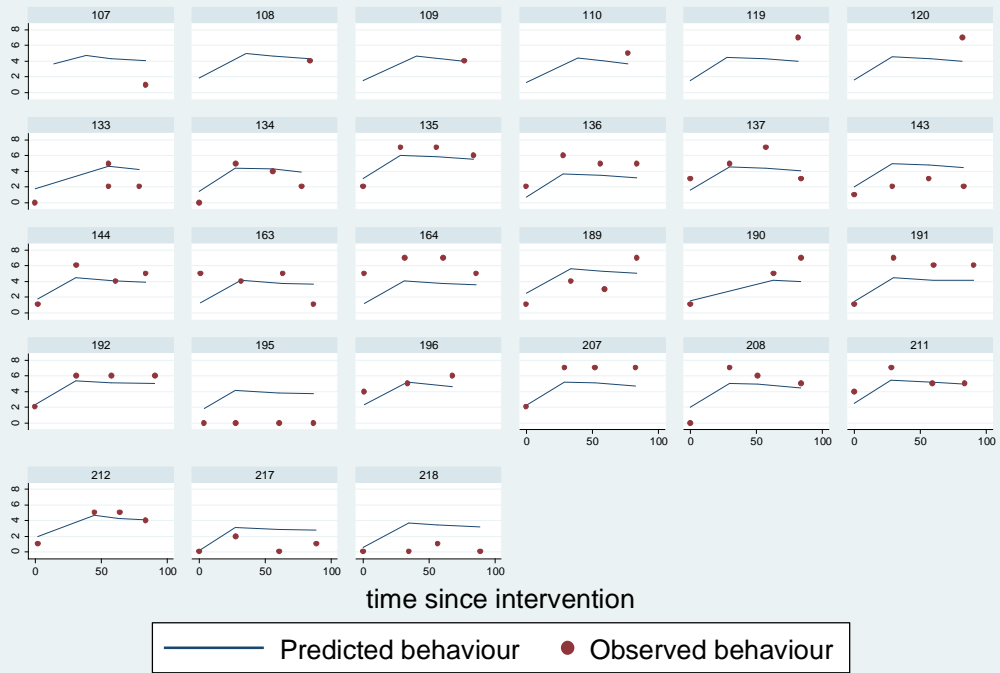 107 108 109 110 119 120
0 2 4 6 8
133 134 135 136 137 143
0 2 4 6 8
144 163 164 189 190 191
0 2 4 6 8
192 195 196 207 208 211
0 2 4 6 8
0 50 100 0 50 100 0 50 100
212 217 218
0 2 4 6 8
0 50 100 0 50 100 0 50 100
time since intervention
Predicted behaviour Observed behaviour